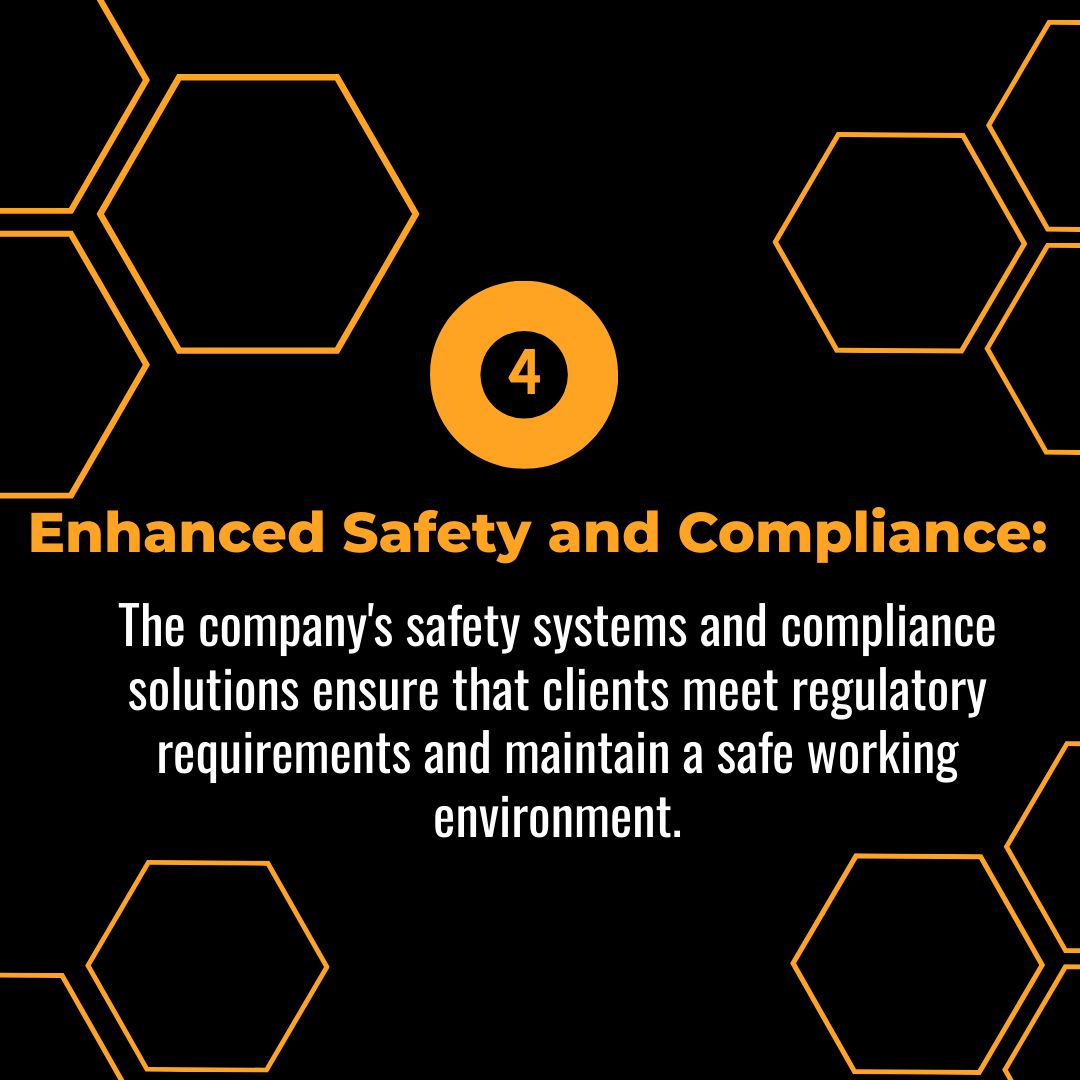 4
Enhanced Safety and Compliance:
The company's safety systems and compliance
solutions ensure that clients meet regulatory
requirements and maintain a safe working
environment.